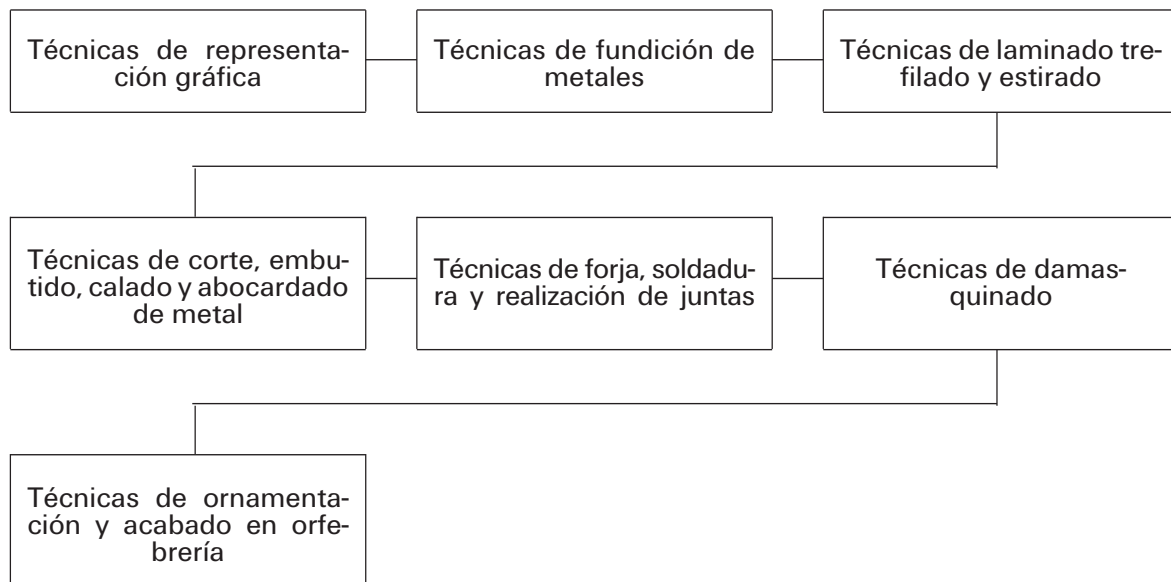 Técnicas de representa-
ción gráfica
Técnicas de fundición de
metales
Técnicas de laminado tre-
filado y estirado
Técnicas de corte, embu-
tido, calado y abocardado
de metal
Técnicas de forja, soldadu-
ra y realización de juntas
Técnicas de damas-
quinado
Técnicas de ornamenta-
ción y acabado en orfe-
brería